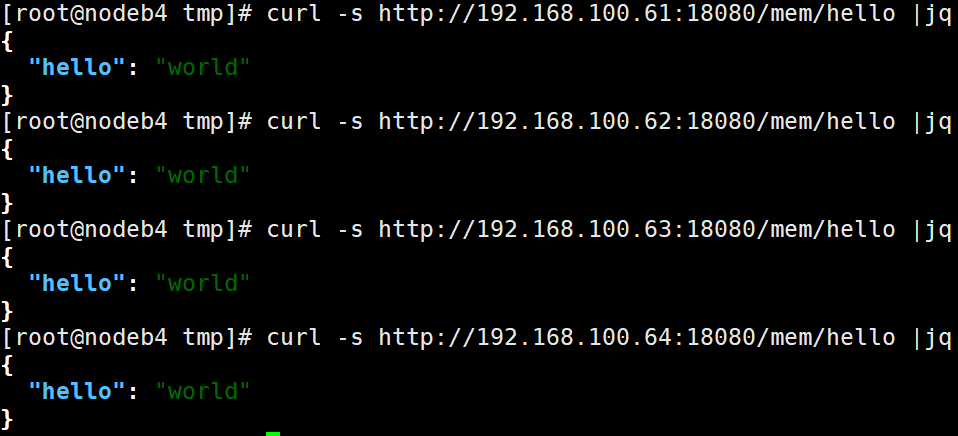 [root@nodeb4 tmp]# curl -s http://192.168.100.61:18080/mem/hello |jq
{
  "hello": "world"
}
[root@nodeb4 tmp]# curl -s http://192.168.100.62:18080/mem/hello |jq
{
  "hello": "world"
}
[root@nodeb4 tmp]# curl -s http://192.168.100.63:18080/mem/hello |jq
{
  "hello": "world"
}
[root@nodeb4 tmp]# curl -s http://192.168.100.64:18080/mem/hello |jq
{
  "hello": "world"
}